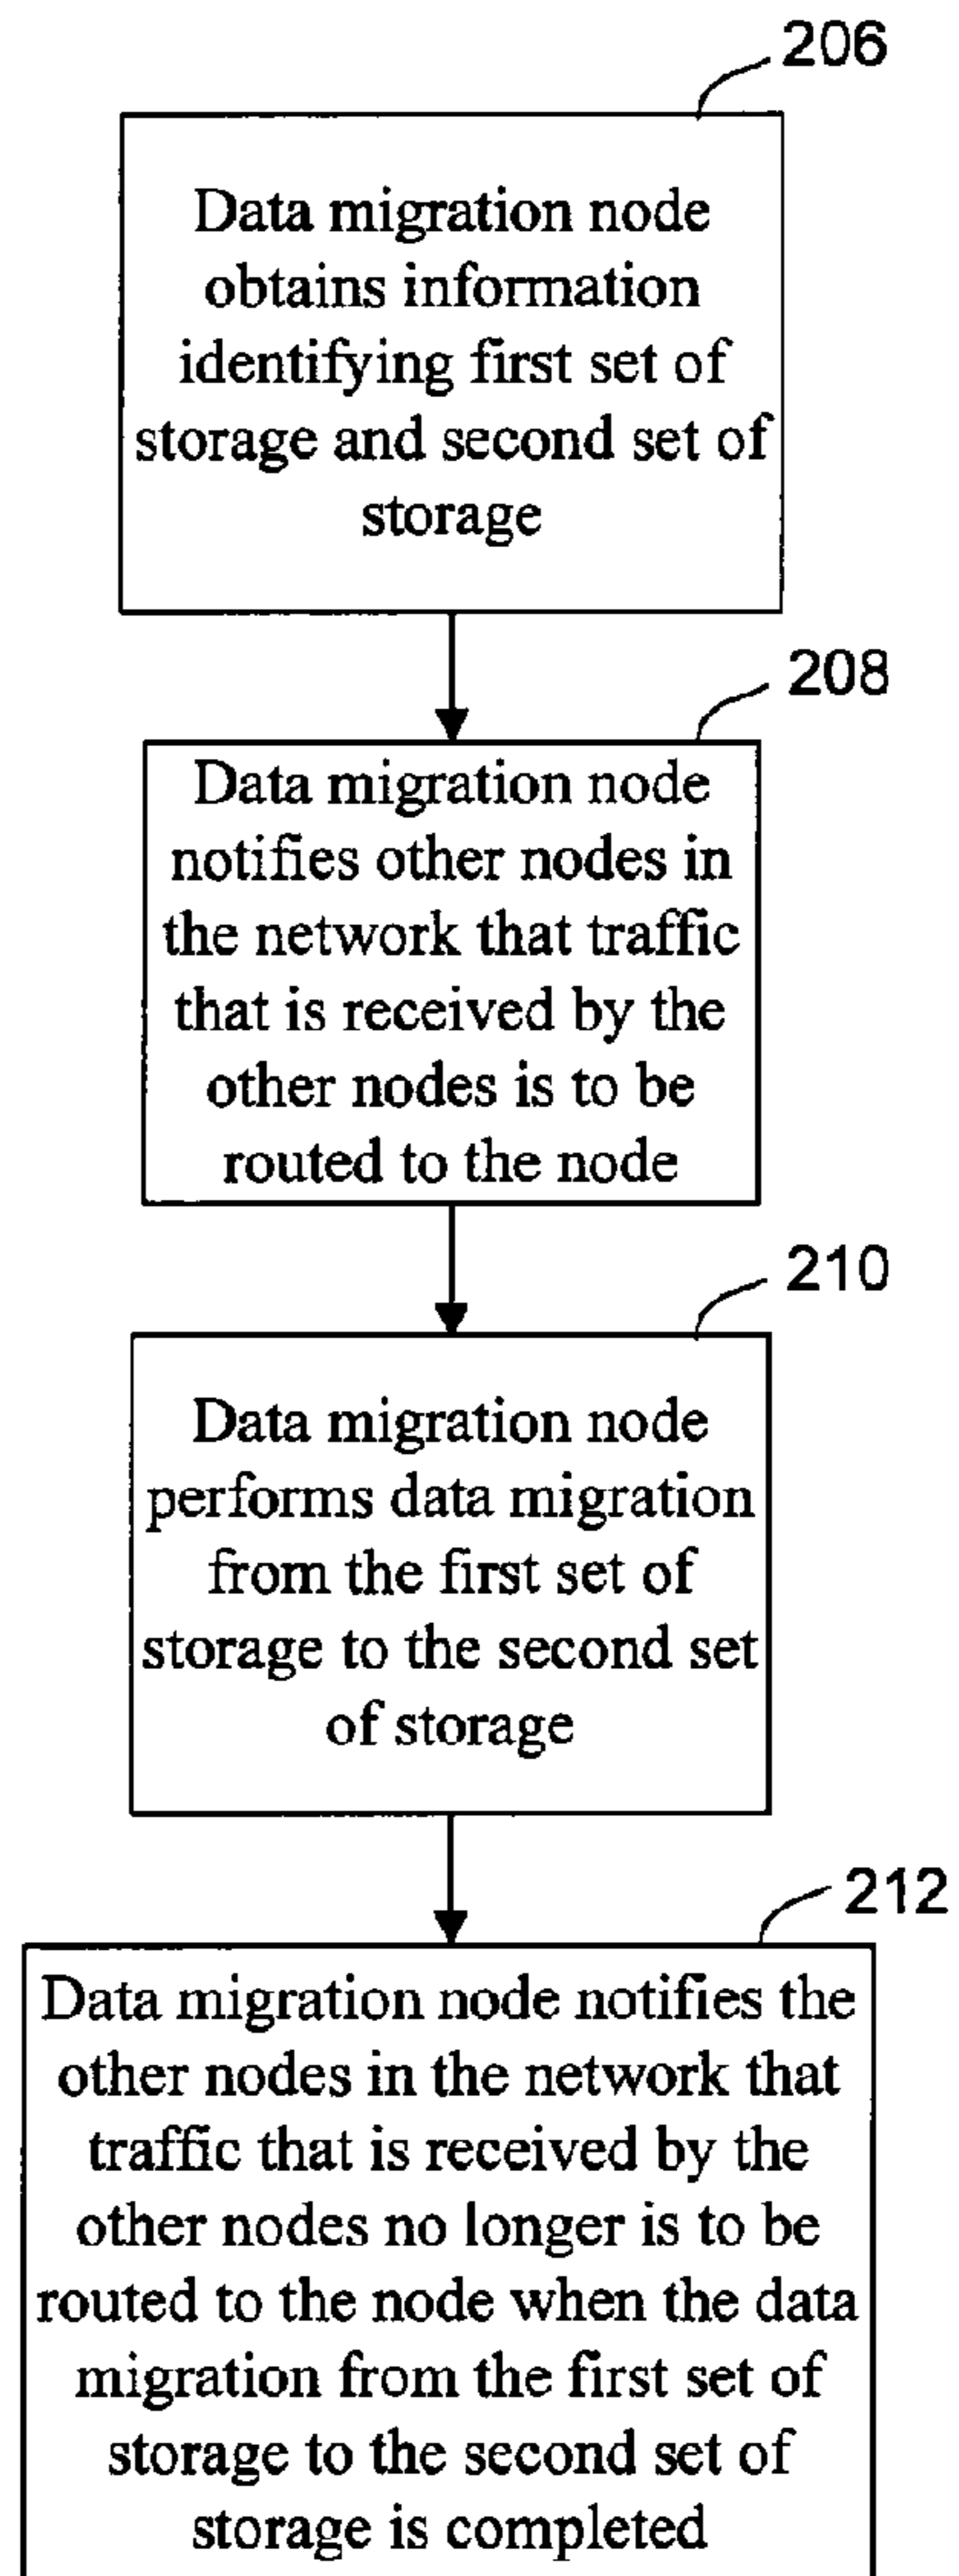 206
Data migration node
obtains information
identifying first set of
storage and second set of
storage
208
Data migration node
notifies other nodes in
the network that traffic
that is received by the
other nodes is to be
routed to the node
210
Data migration node
performs data migration
from the first set of
storage to the second set
of storage
212
Data migration node notifies the
other nodes in the network that
traffic that is received by the
other nodes no longer is to be
routed to the node when the data
migration from the first set of
storage to the second set of
storage is completed